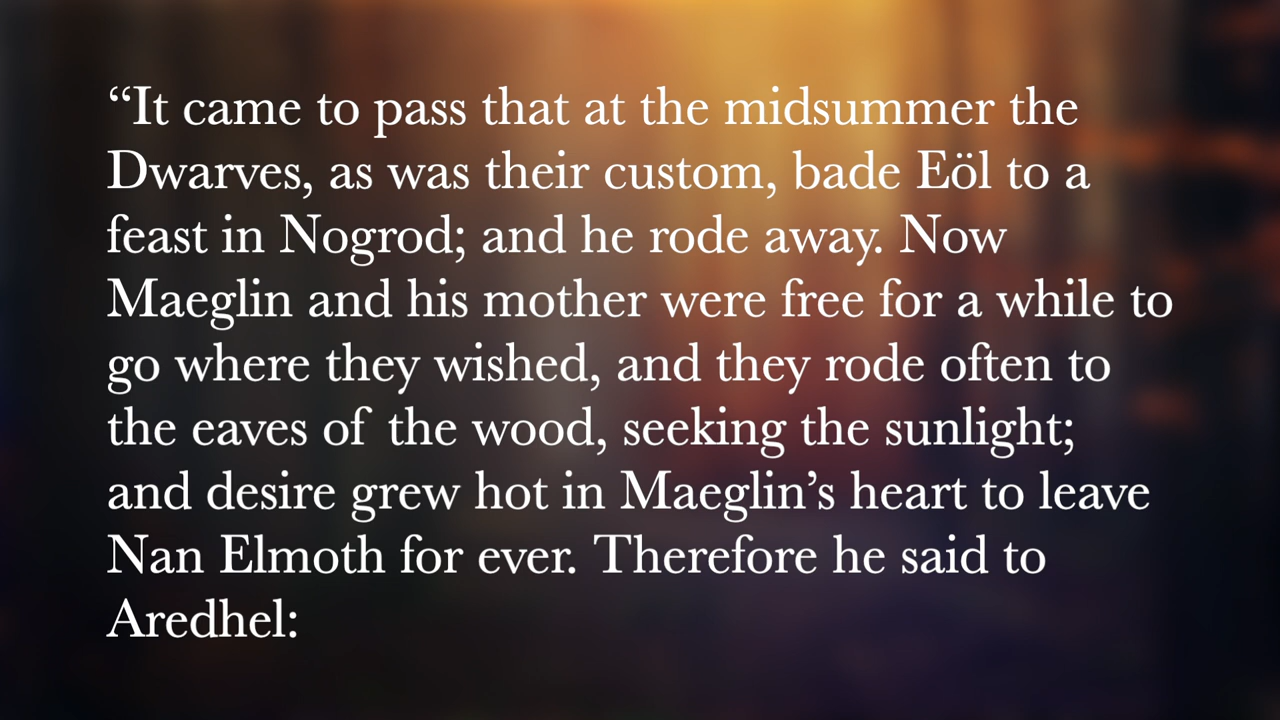 “It came to pass that at the midsummer the
Dwarves, as was their custom, bade Eöl to a
feast in Nogrod; and he rode away. Now
Maeglin and his mother were free for a while to
go where they wished, and they rode often to
the eaves of the wood, seeking the sunlight;
and desire grew hot in Maeglin’s heart to leave
Nan Elmoth for ever. Therefore he said to
Aredhel: